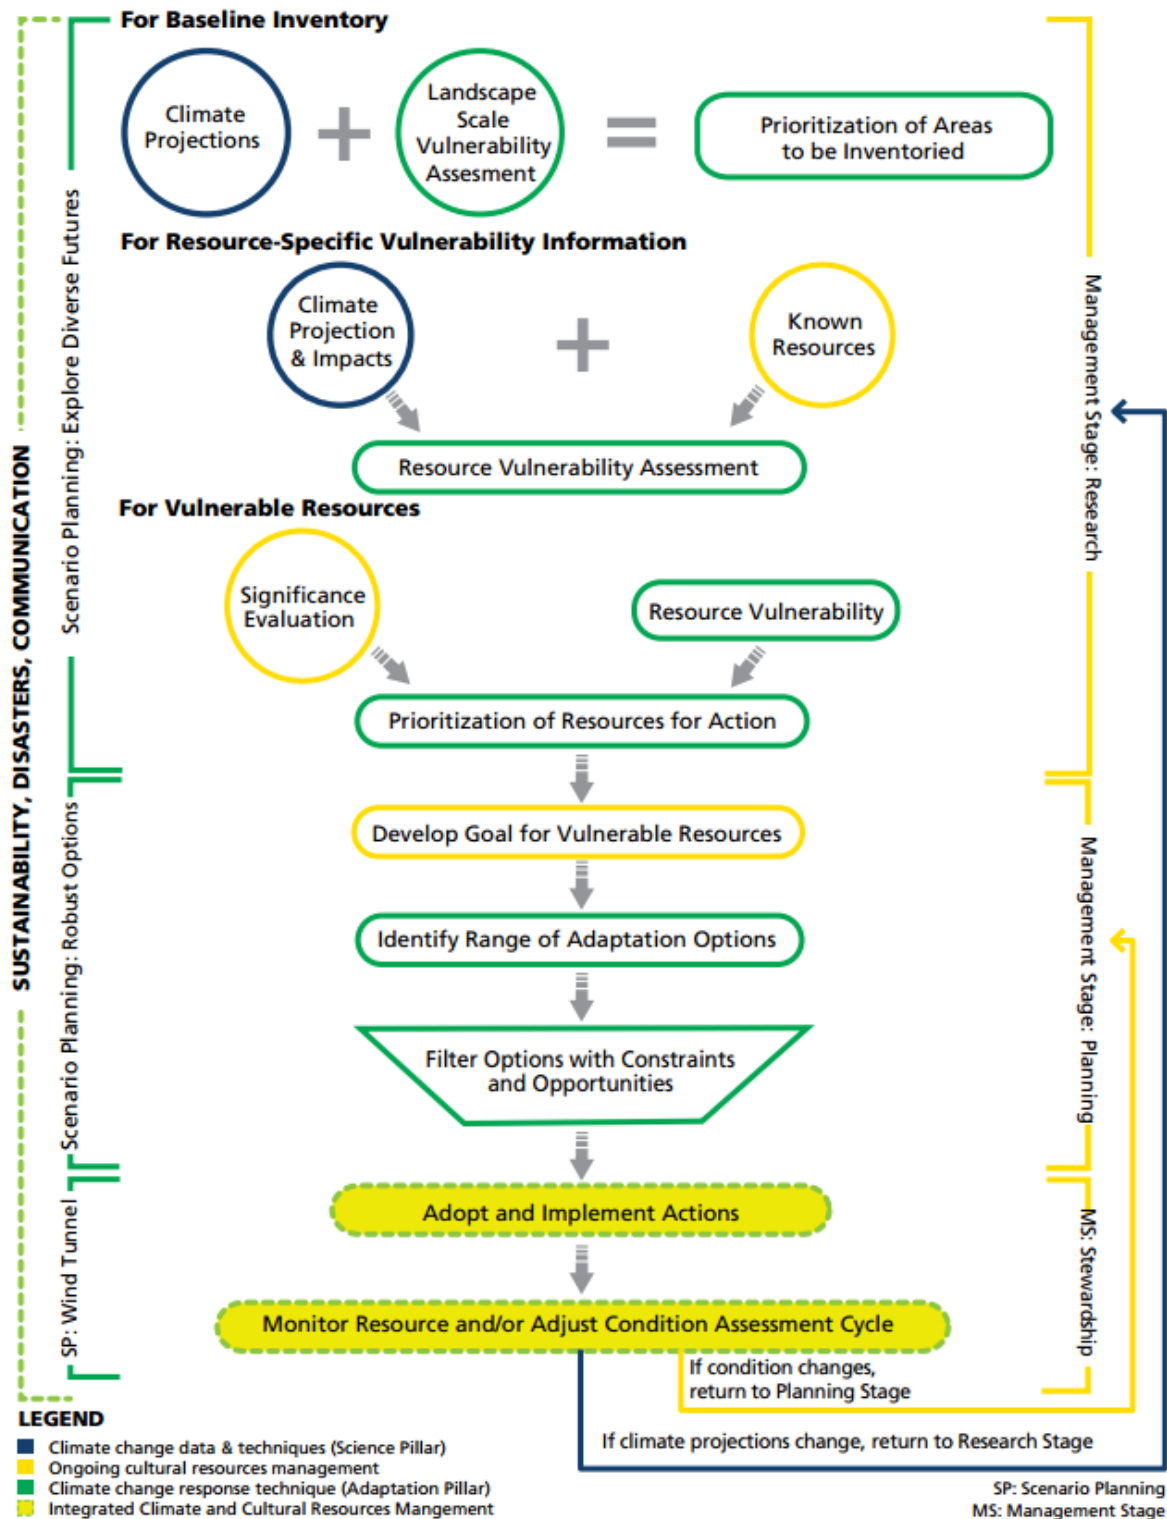 For Baseline Inventory
Climate
Projections
+
Landscape
Scale
Vulnerability
Assesment
=
Prioritization of Areas
to be Inventoried
For Resource-Specific Vulnerability Information
Climate
Projection
& Impacts
+
Known
Resources
Resource Vulnerability Assessment
For Vulnerable Resources
Significance
Evaluation
Resource Vulnerability
Prioritization of Resources for Action
Develop Goal for Vulnerable Resources
Identify Range of Adaptation Options
Filter Options with Constraints
and Opportunities
Adopt and Implement Actions
Monitor Resource and/or Adjust Condition Assessment Cycle
If condition changes,
return to Planning Stage
If climate projections change, return to Research Stage
SUSTAINABILITY, DISASTERS, COMMUNICATION
Scenario Planning: Explore Diverse Futures
Scenario Planning: Robust Options
SP: Wind Tunnel
Management Stage: Research
Management Stage: Planning
MS: Stewardship
LEGEND
Climate change data & techniques (Science Pillar)
Ongoing cultural resources management
Climate change response technique (Adaptation Pillar)
Integrated Climate and Cultural Resources Mangement
SP: Scenario Planning
MS: Management Stage